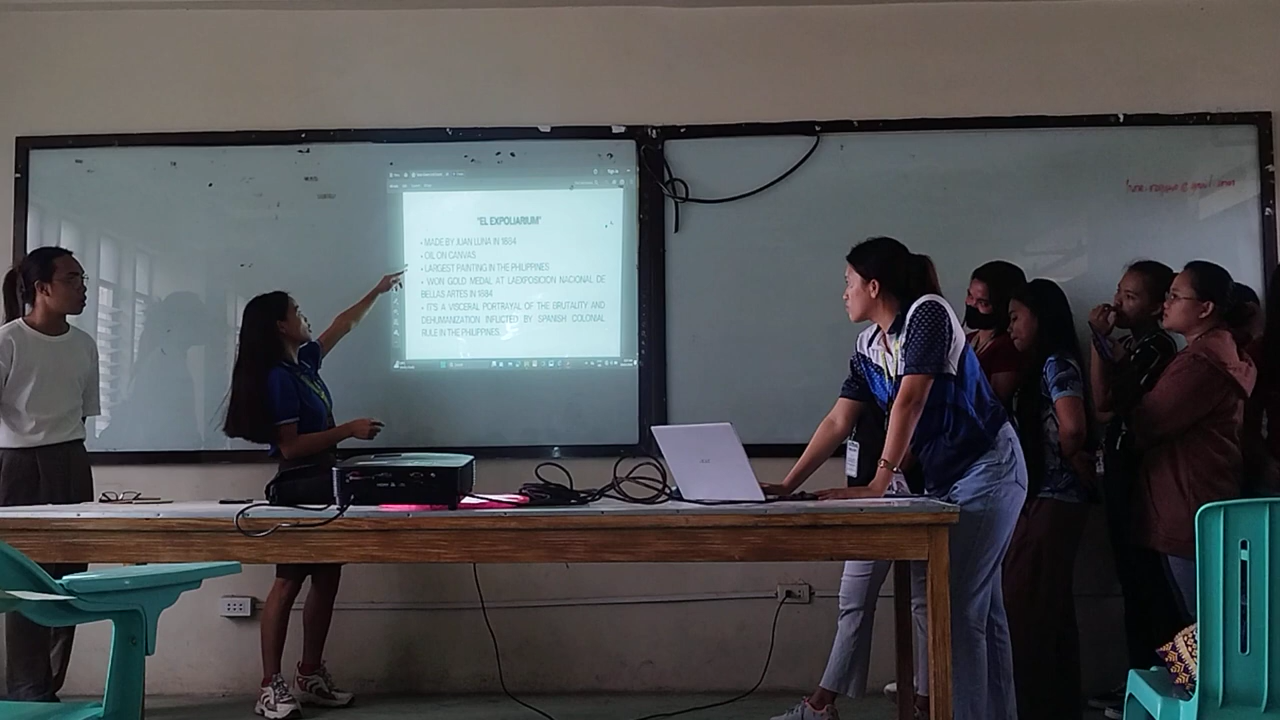 "EL EXPOLIARIUM"
• MADE BY JUAN LUNA IN 1884
• OIL ON CANVAS
• LARGEST PAINTING IN THE PHILIPPINES
• WON GOLD MEDAL AT LAEXPOSICION NACIONAL DE
BELLAS ARTES IN 1884
• IT'S A VISCERAL PORTRAYAL OF THE BRUTALITY AND
DEHUMANIZATION INFLICTED BY SPANISH COLONIAL
RULE IN THE PHILIPPINES.
acer